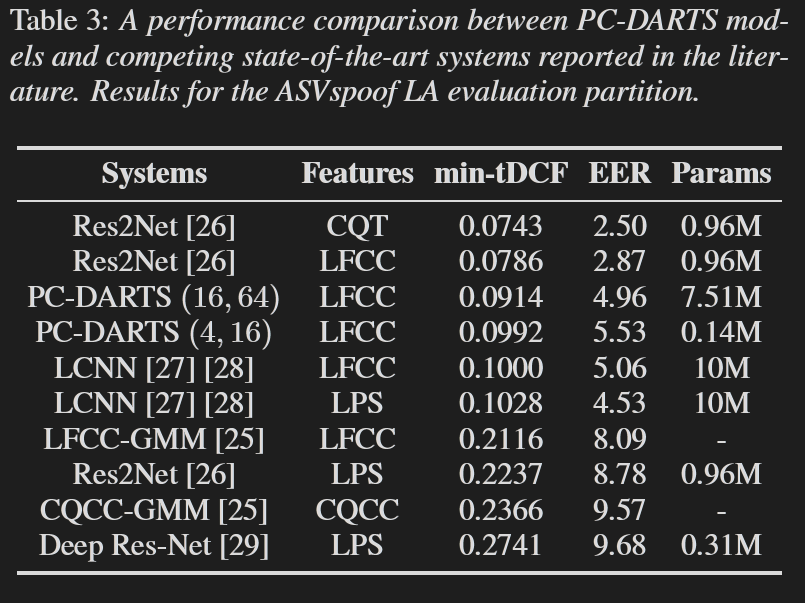 Table 3: A performance comparison between PC-DARTS mod-
els and competing state-of-the-art systems reported in the liter-
ature. Results for the ASVspoof LA evaluation partition.
Systems Features min-tDCF EER Params
Res2Net [26] CQT 0.0743 2.50 0.96M
Res2Net [26] LFCC 0.0786 2.87 0.96M
PC-DARTS (16, 64) LFCC 0.0914 4.96 7.51M
PC-DARTS (4, 16) LFCC 0.0992 5.53 0.14M
LCNN [27] [28] LFCC 0.1000 5.06 10M
LCNN [27] [28] LPS 0.1028 4.53 10M
LFCC-GMM [25] LFCC 0.2116 8.09 -
Res2Net [26] LPS 0.2237 8.78 0.96M
CQCC-GMM [25] CQCC 0.2366 9.57 -
Deep Res-Net [29] LPS 0.2741 9.68 0.31M